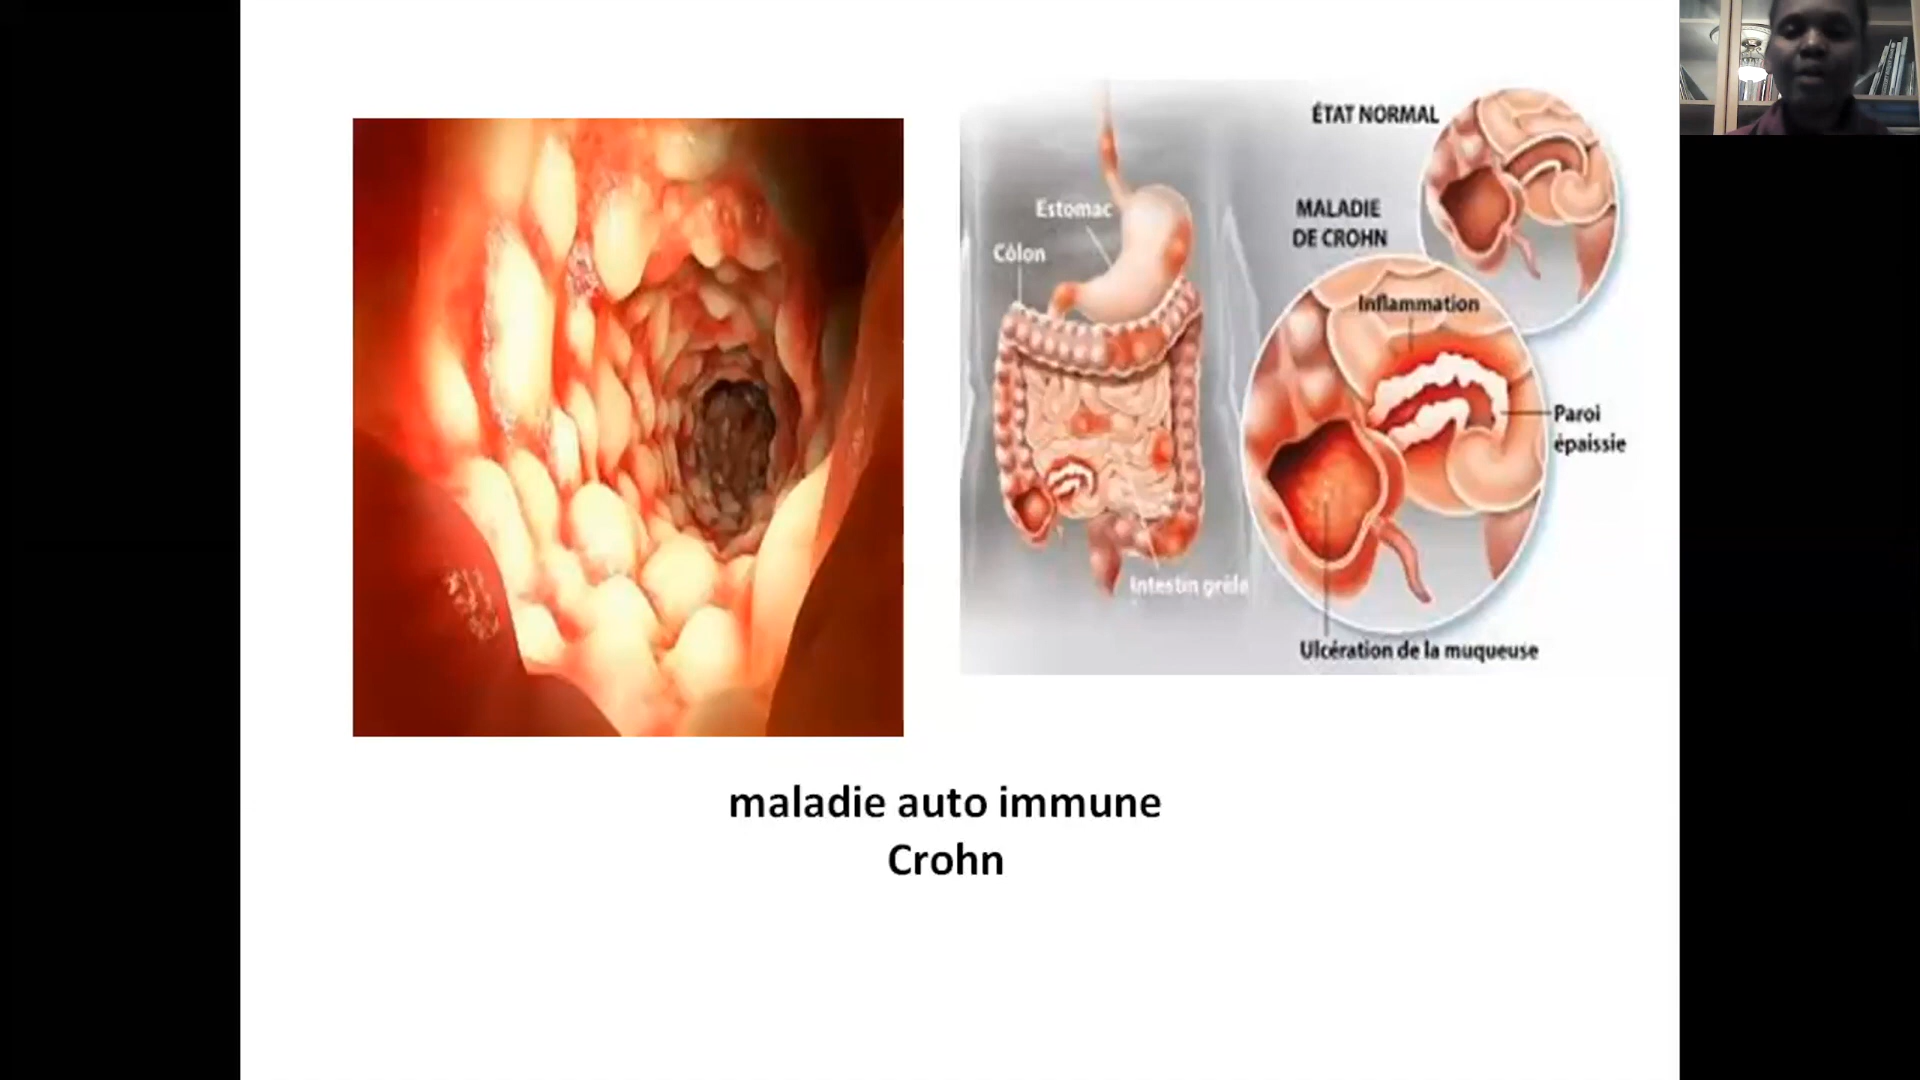 ÉTAT NORMAL
MALADIE
DE CROHN
Estomac
Côlon
Inflammation
Paroi
épaissie
Intestin grêle
Ulcération de la muqueuse
maladie auto immune
Crohn